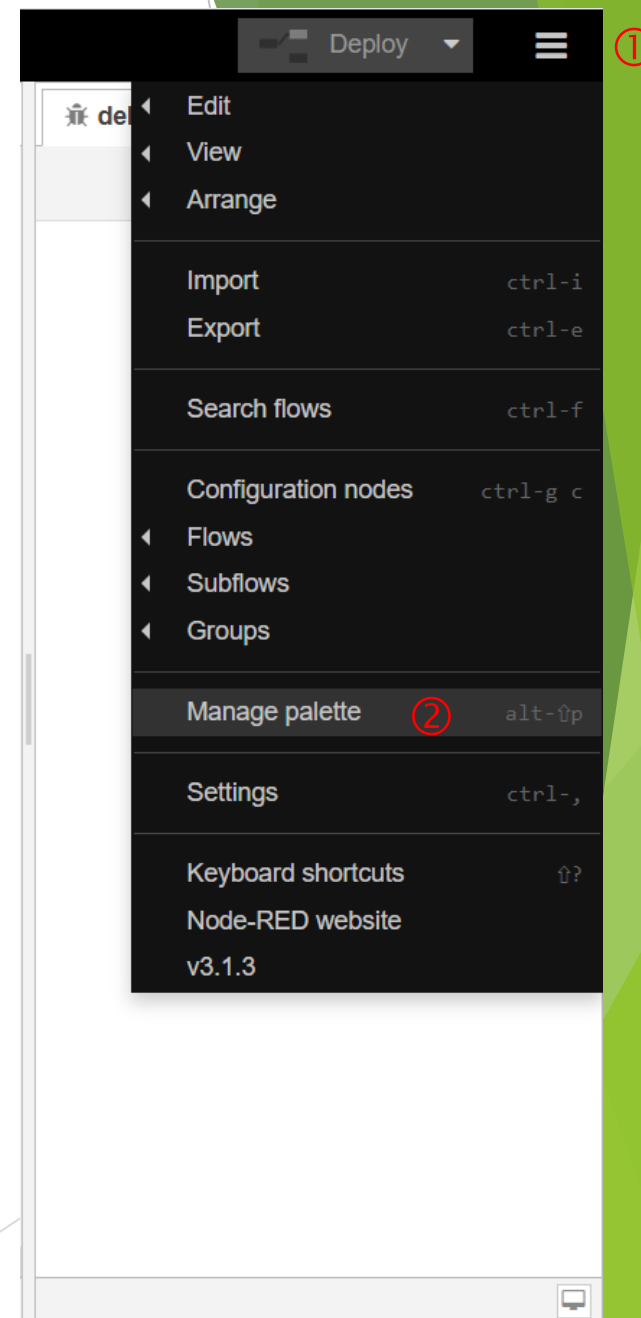 Deploy
①
del
Edit
View
Arrange
Import ctrl-i
Export ctrl-e
Search flows ctrl-f
Configuration nodes ctrl-g c
Flows
Subflows
Groups
Manage palette ② alt-⇧p
Settings ctrl-,
Keyboard shortcuts ⇧?
Node-RED website
v3.1.3